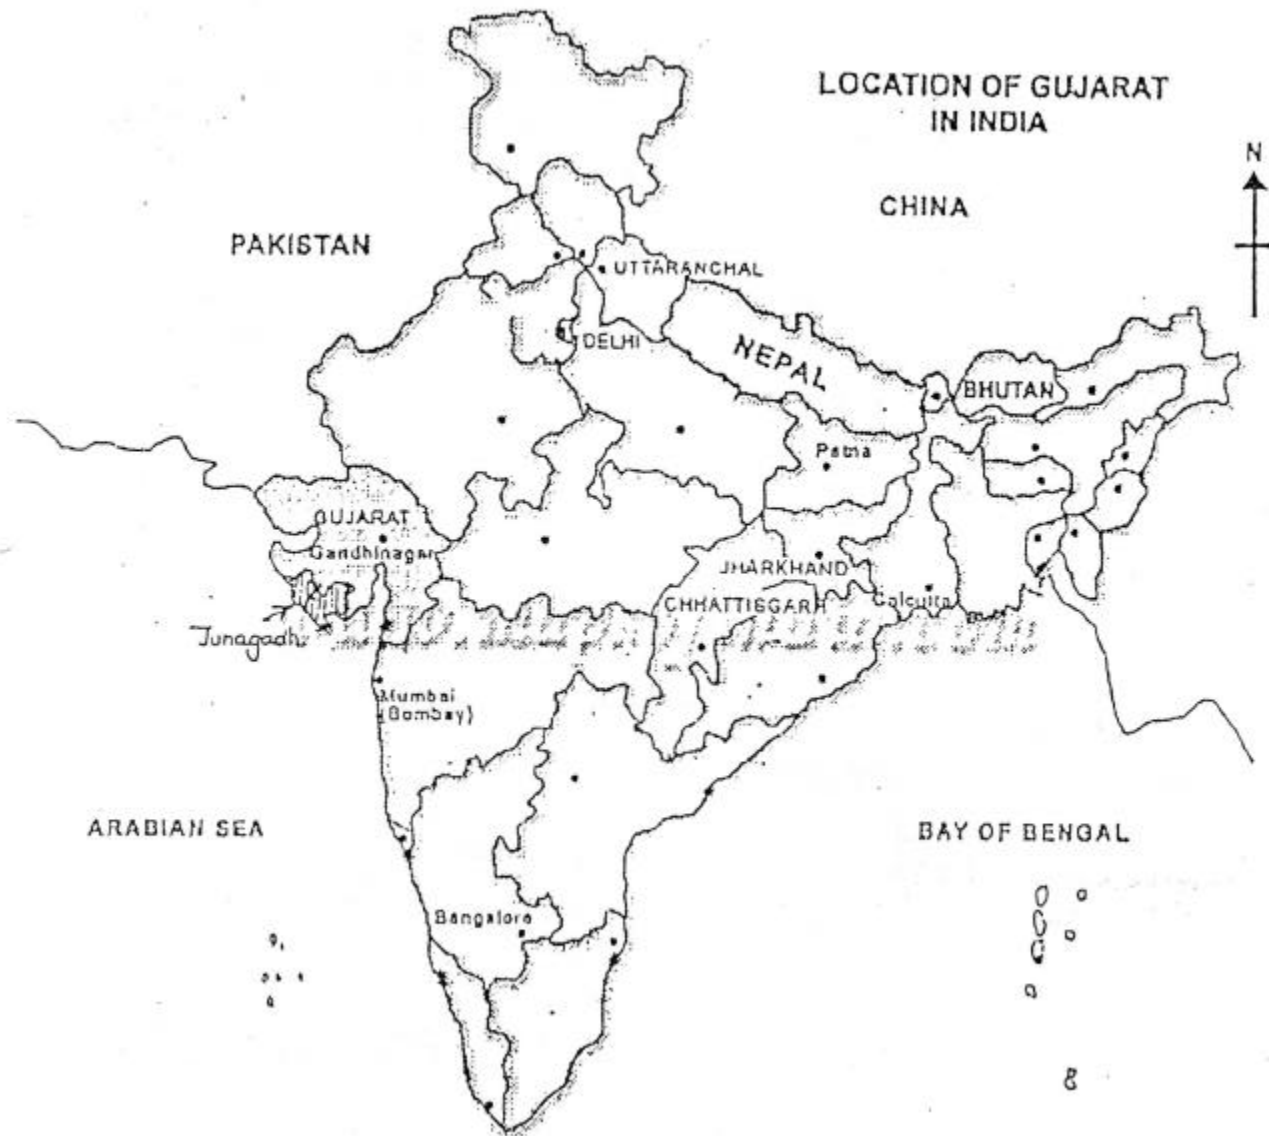 LOCATION OF GUJARAT
IN INDIA
N
CHINA
PAKISTAN
UTTARANCHAL
DELHI
NEPAL
BHUTAN
Patna
GUJARAT
Gandhinagar
JHARKHAND
CHHATTISGARH
Calcutta
Junagadh
Mumbai
(Bombay)
ARABIAN SEA
BAY OF BENGAL
Bangalore